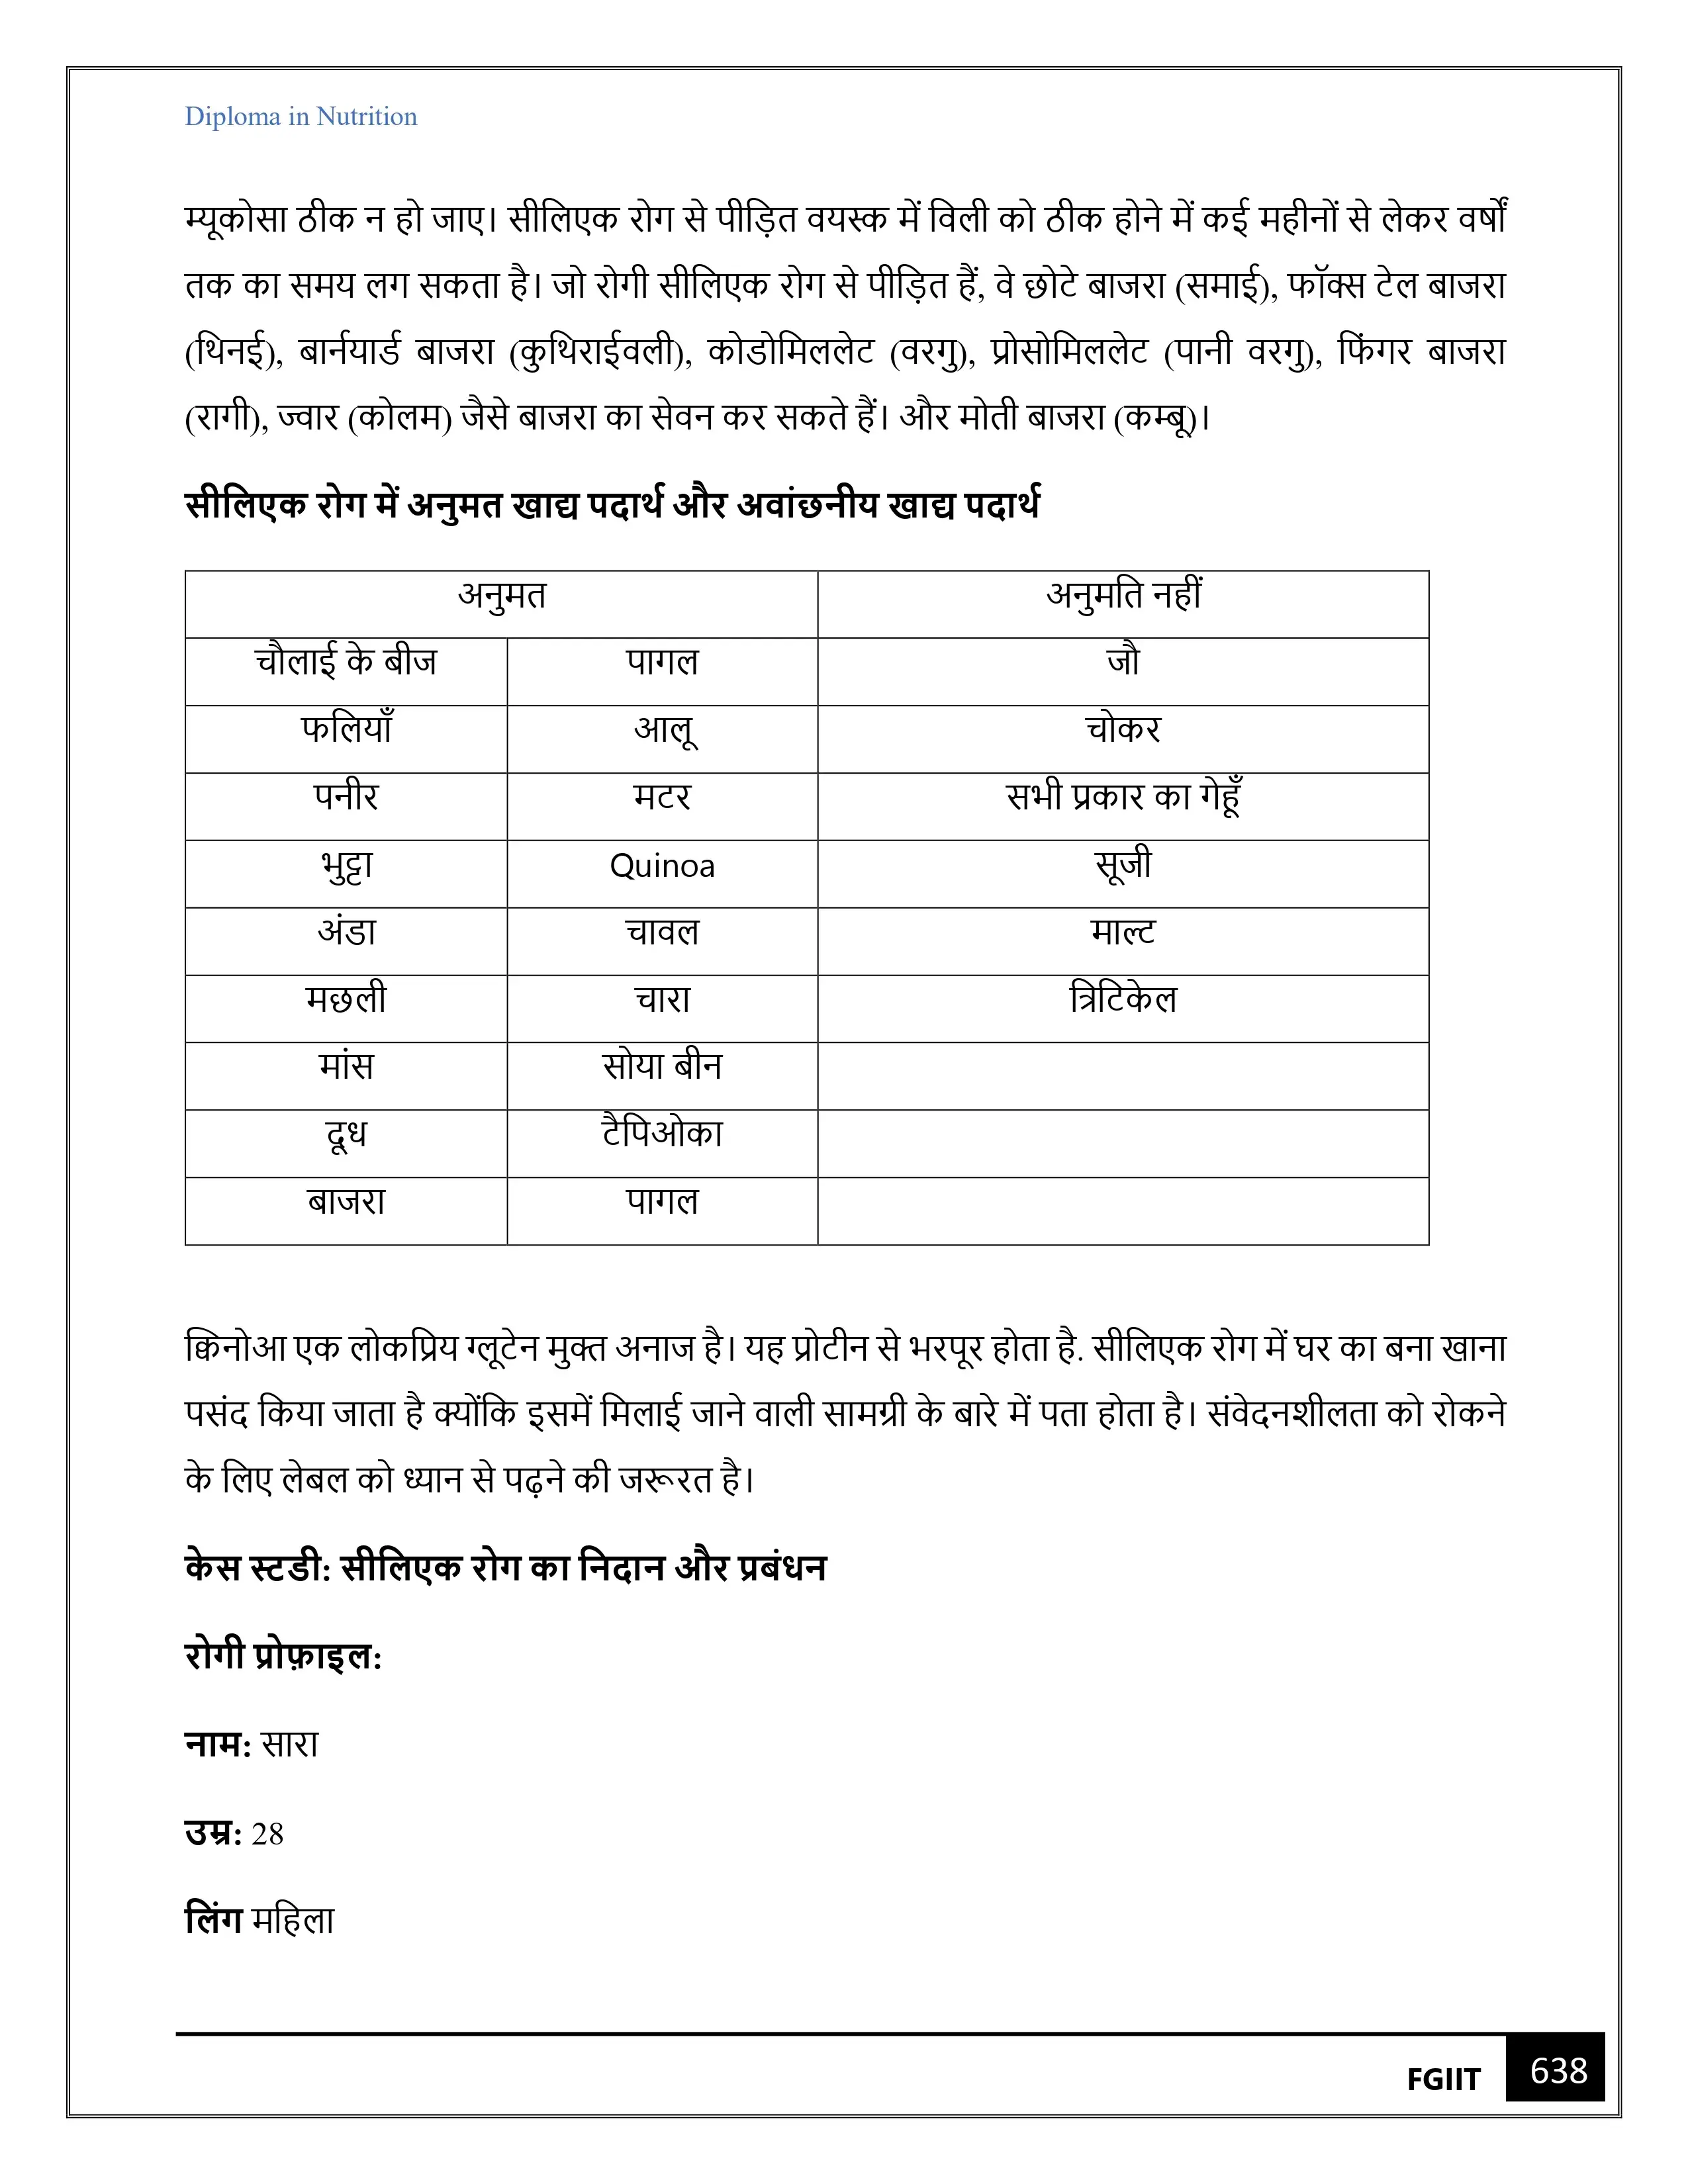 Diploma in Nutrition
म्यूकोसा ठीक न हो जाए। सीलिएक रोग से पीड़ित वयस्क में विली को ठीक होने में कई महीनों से लेकर वर्षों
तक का समय लग सकता है। जो रोगी सीलिएक रोग से पीड़ित हैं, वे छोटे बाजरा (समाई), फॉक्स टेल बाजरा
(थिनई), बार्नयार्ड बाजरा (कुथिराईवली), कोडोमिललेट (वरगु), प्रोसोमिललेट (पानी वरगु), फिंगर बाजरा
(रागी), ज्वार (कोलम) जैसे बाजरा का सेवन कर सकते हैं। और मोती बाजरा (कम्बू)।
सीलिएक रोग में अनुमत खाद्य पदार्थ और अवांछनीय खाद्य पदार्थ
अनुमत अनुमति नहीं
चौलाई के बीज पागल जौ
फलियाँ आलू चोकर
पनीर मटर सभी प्रकार का गेहूँ
भुट्टा Quinoa सूजी
अंडा चावल माल्ट
मछली चारा त्रिटिकेल
मांस सोया बीन
दूध टैपिओका
बाजरा पागल
क्विनोआ एक लोकप्रिय ग्लूटेन मुक्त अनाज है। यह प्रोटीन से भरपूर होता है. सीलिएक रोग में घर का बना खाना
पसंद किया जाता है क्योंकि इसमें मिलाई जाने वाली सामग्री के बारे में पता होता है। संवेदनशीलता को रोकने
के लिए लेबल को ध्यान से पढ़ने की जरूरत है।
केस स्टडी: सीलिएक रोग का निदान और प्रबंधन
रोगी प्रोफ़ाइल:
नाम: सारा
उम्र: 28
लिंग महिला
FGIIT 638